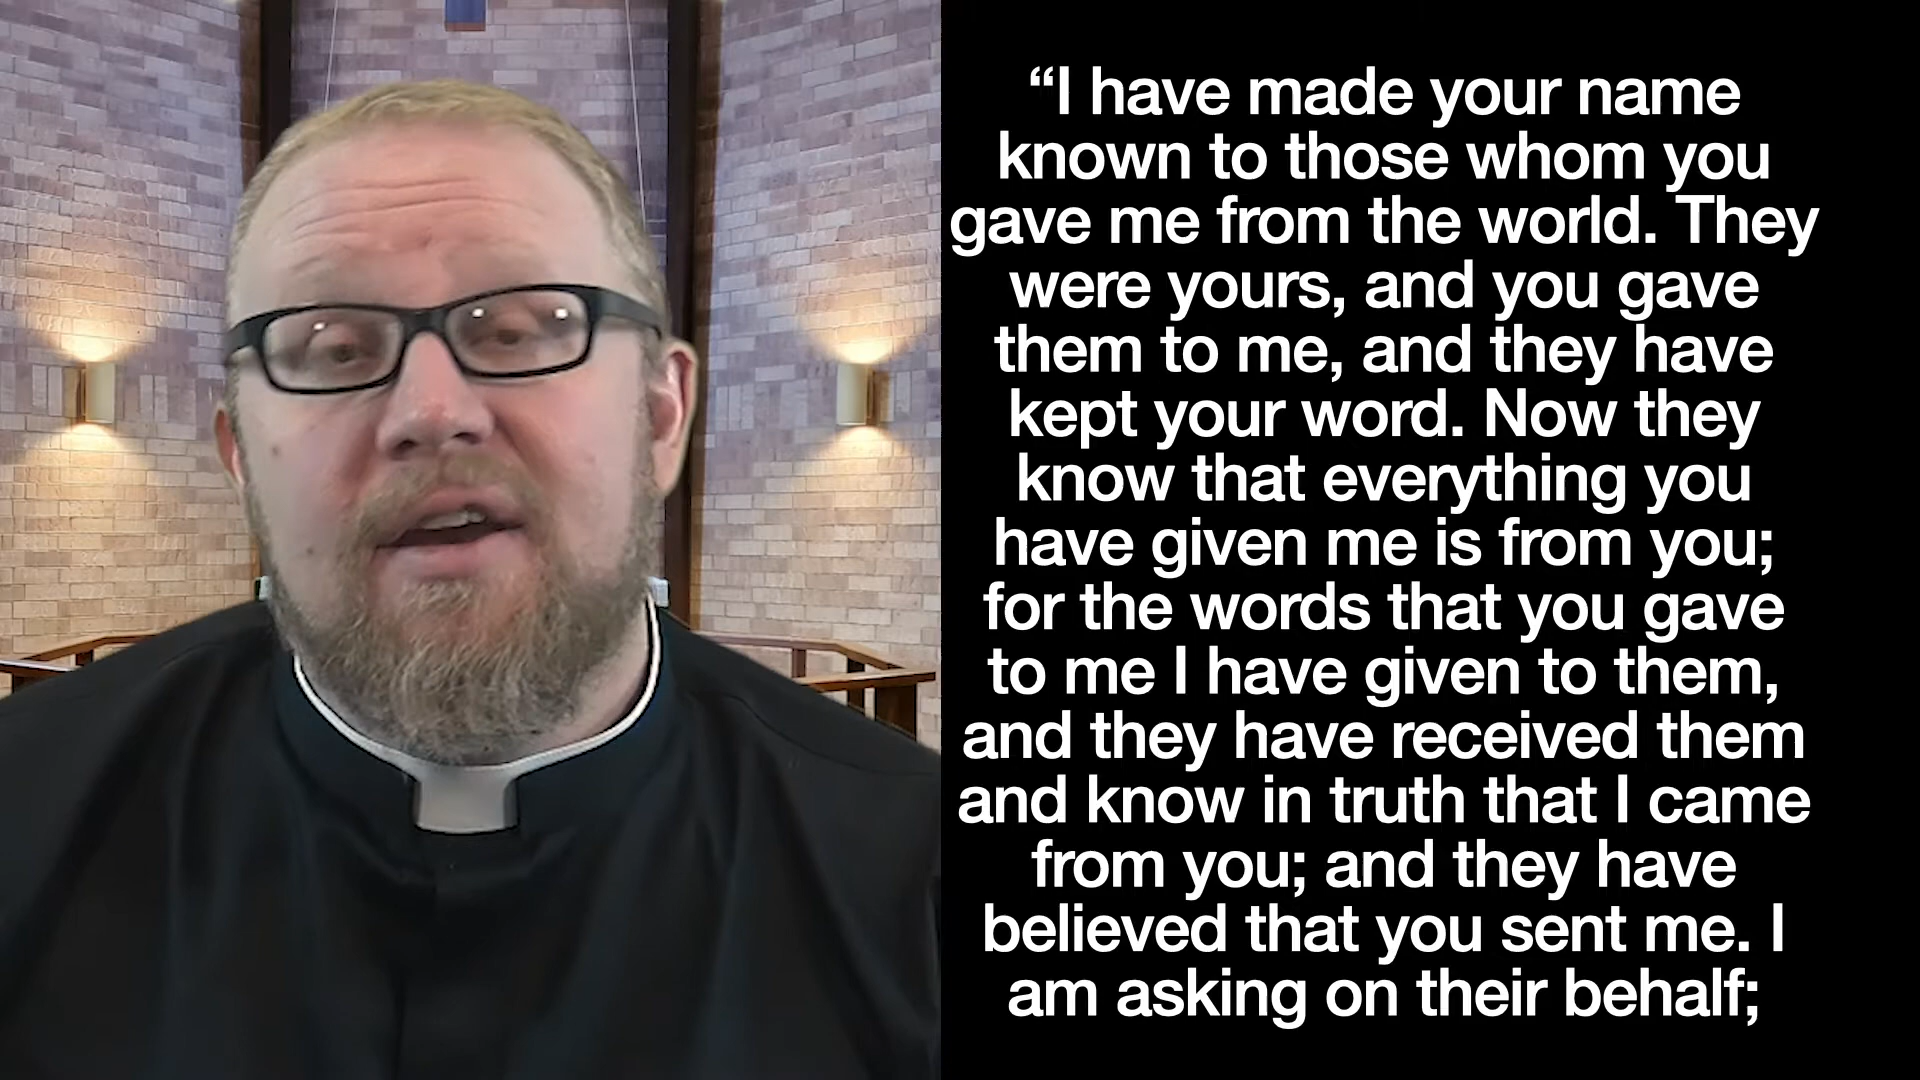 “I have made your name
known to those whom you
gave me from the world. They
were yours, and you gave
them to me, and they have
kept your word. Now they
know that everything you
have given me is from you;
for the words that you gave
to me I have given to them,
and they have received them
and know in truth that I came
from you; and they have
believed that you sent me. I
am asking on their behalf;